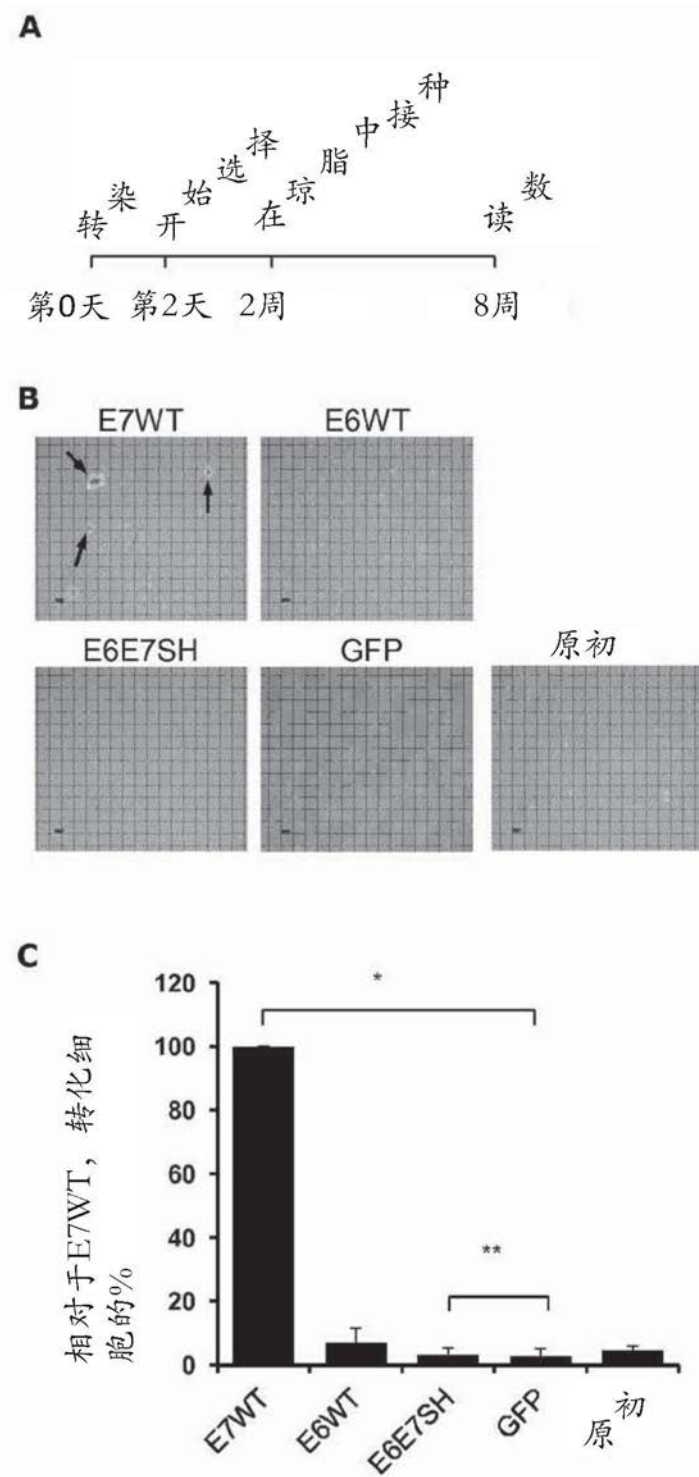 A
转染
开始选择
在琼脂中接种
读数
第0天 第2天 2周 8周
B
E7WT E6WT
E6E7SH GFP 原初
C
相对于E7WT，转化细
胞的%
120
100
80
60
40
20
0
*
**
E7WT E6WT E6E7SH GFP 原初